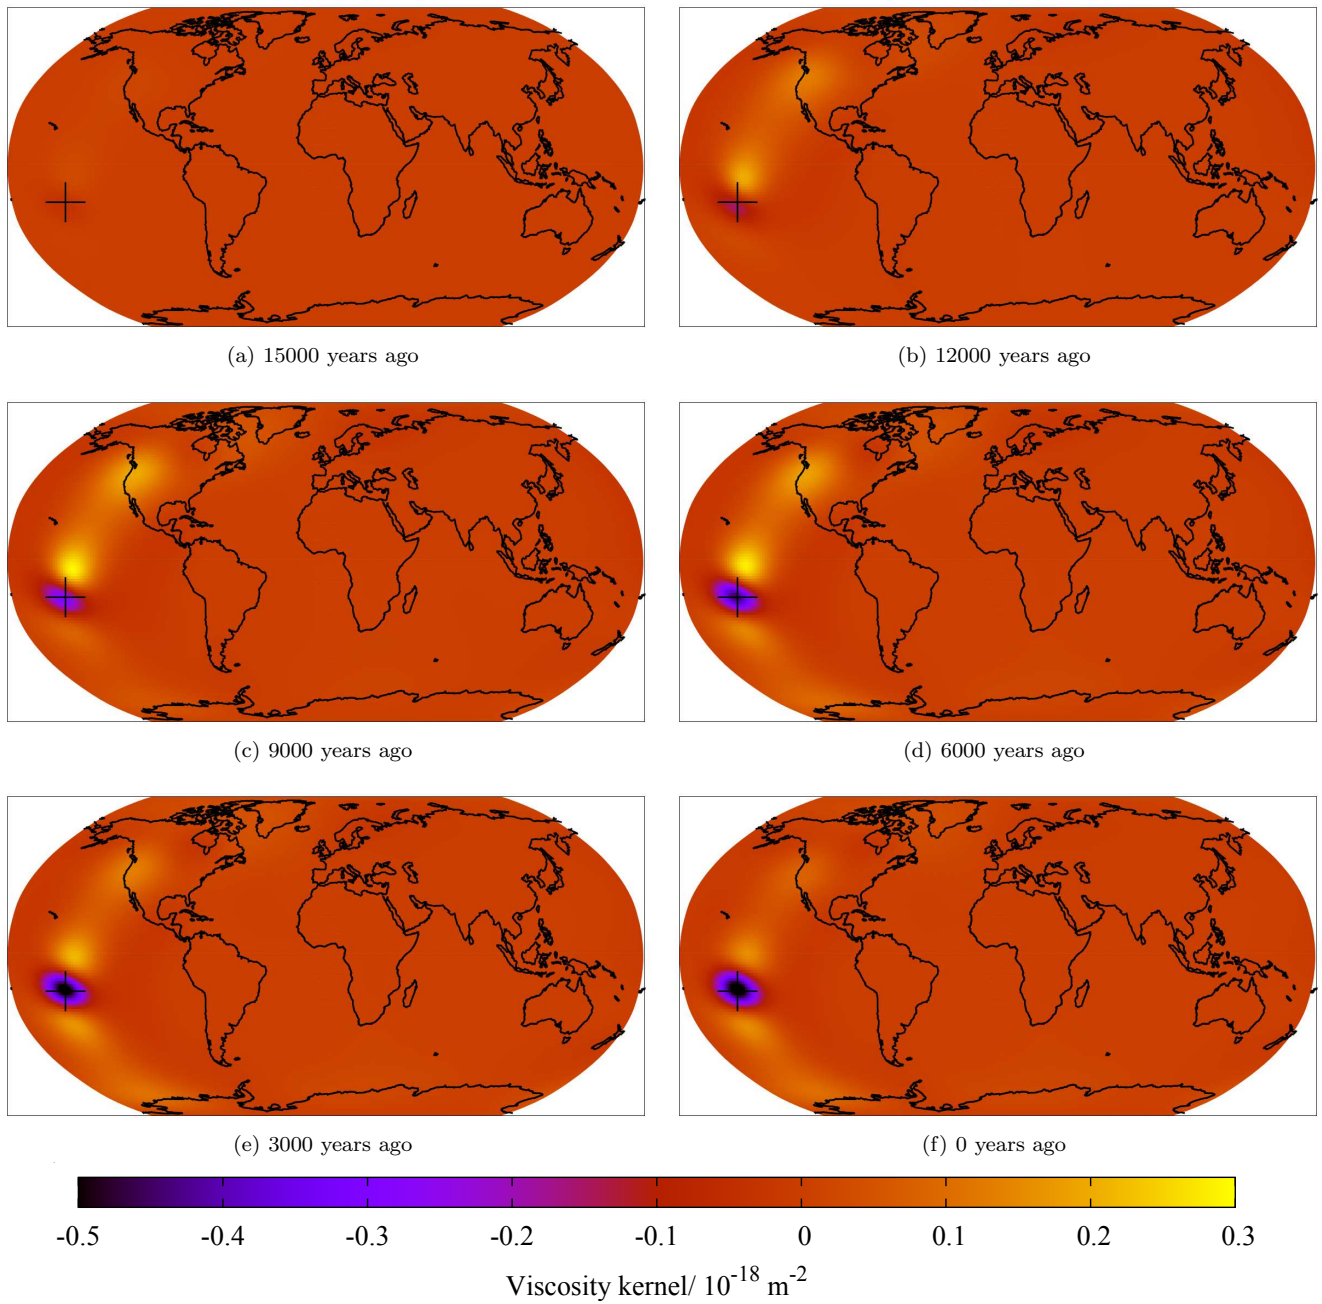 (a) 15000 years ago
(b) 12000 years ago
(c) 9000 years ago
(d) 6000 years ago
(e) 3000 years ago
(f) 0 years ago
-0.5 -0.4 -0.3 -0.2 -0.1 0 0.1 0.2 0.3
Viscosity kernel/ 10^-18 m^-2